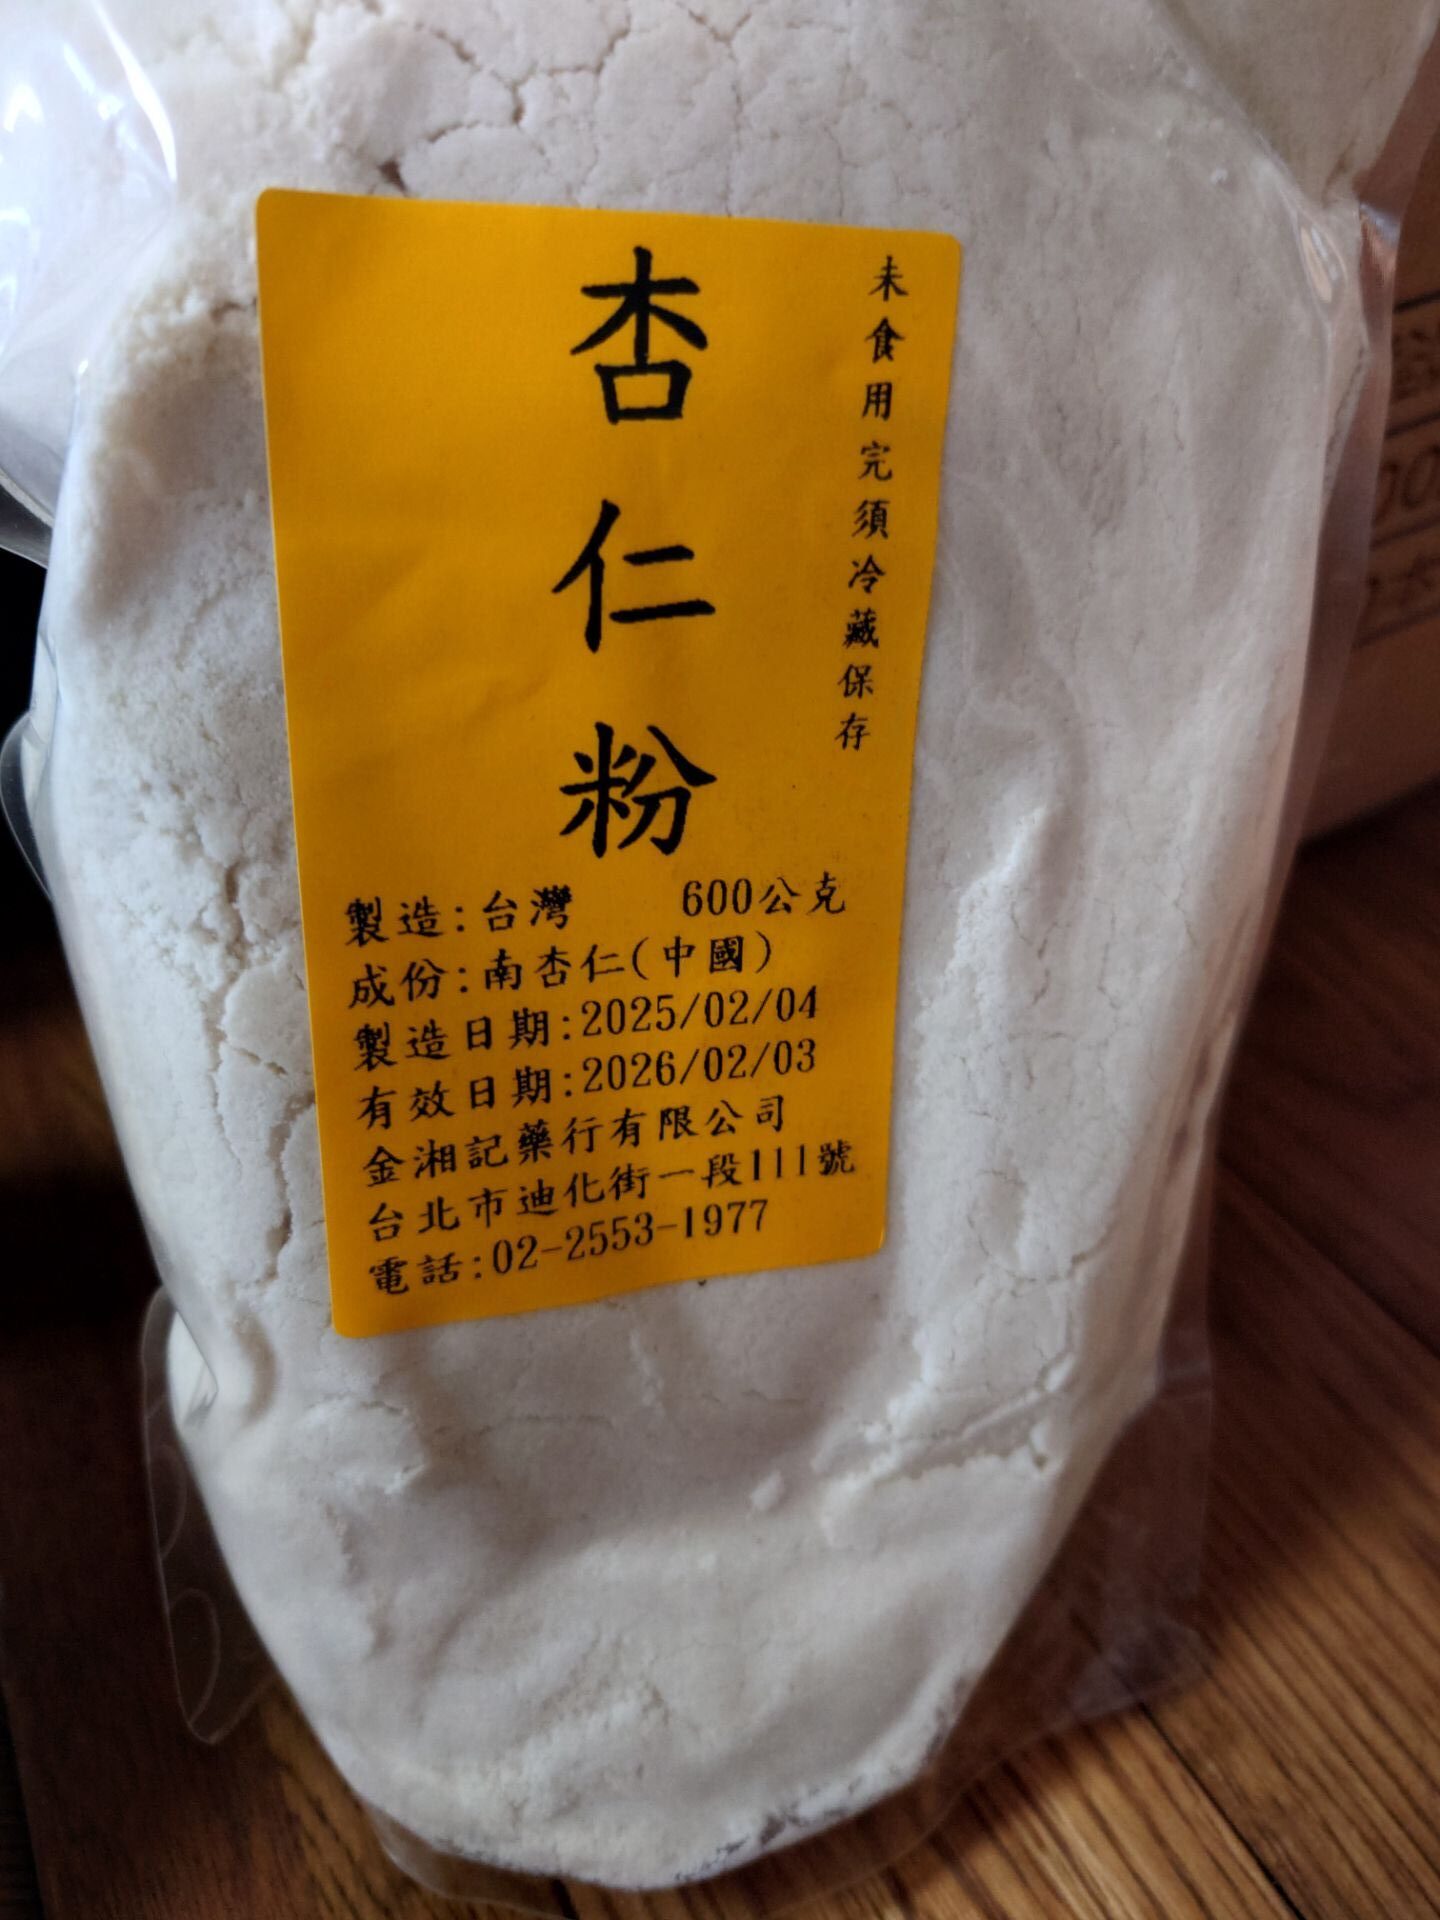 未食用完須冷藏保存
杏仁粉
製造:台灣 600公克
成份:南杏仁(中國)
製造日期:2025/02/04
有效日期:2026/02/03
金湘記藥行有限公司
台北市迪化街一段111號
電話:02-2553-1977